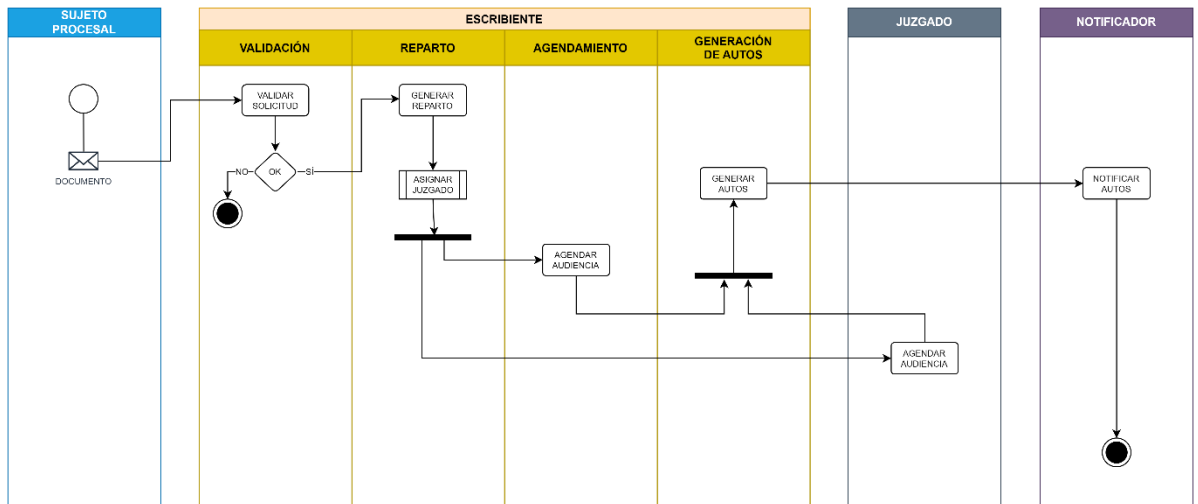 SUJETO
PROCESAL
ESCRIBIENTE
JUZGADO
NOTIFICADOR
VALIDACIÓN
REPARTO
AGENDAMIENTO
GENERACIÓN
DE AUTOS
VALIDAR
SOLICITUD
GENERAR
REPARTO
DOCUMENTO
NO
OK
SÍ
ASIGNAR
JUZGADO
GENERAR
AUTOS
NOTIFICAR
AUTOS
AGENDAR
AUDIENCIA
AGENDAR
AUDIENCIA